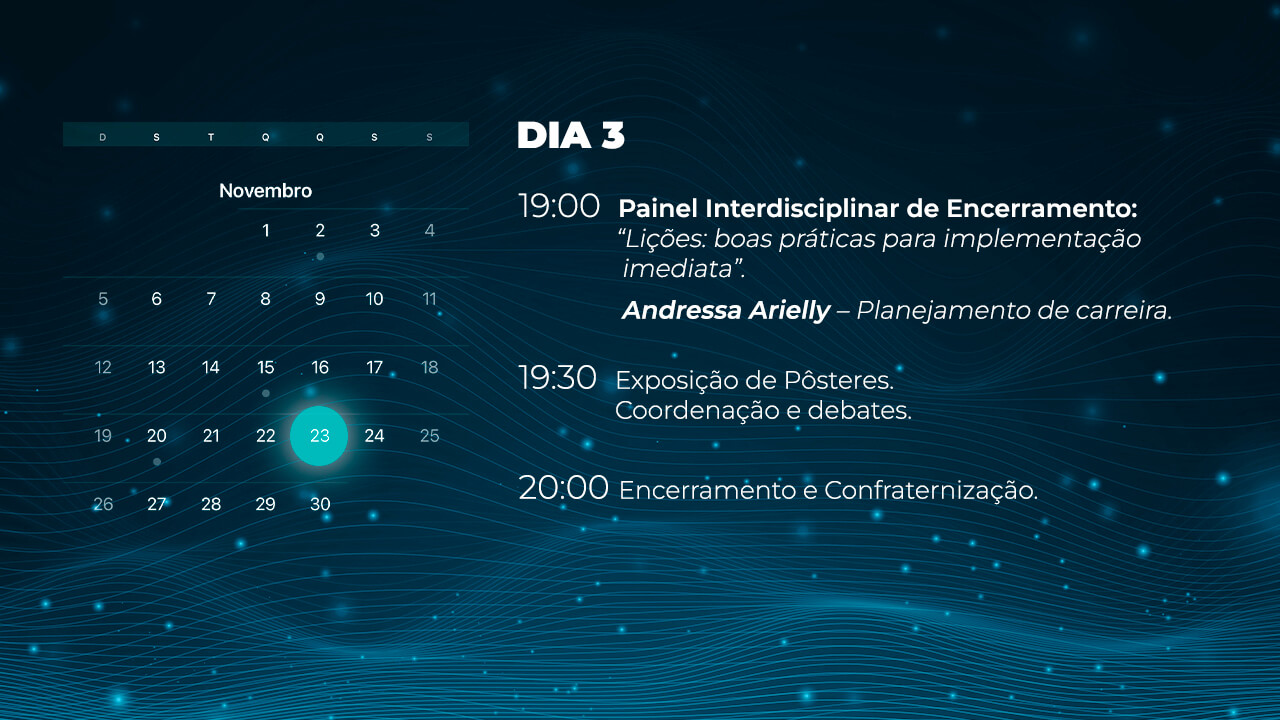 D S T Q Q S S
Novembro
1 2 3 4
5 6 7 8 9 10 11
12 13 14 15 16 17 18
19 20 21 22 23 24 25
26 27 28 29 30
DIA 3
19:00 Painel Interdisciplinar de Encerramento:
“Lições: boas práticas para implementação
imediata”.
Andressa Arielly – Planejamento de carreira.
19:30 Exposição de Pôsteres.
Coordenação e debates.
20:00 Encerramento e Confraternização.